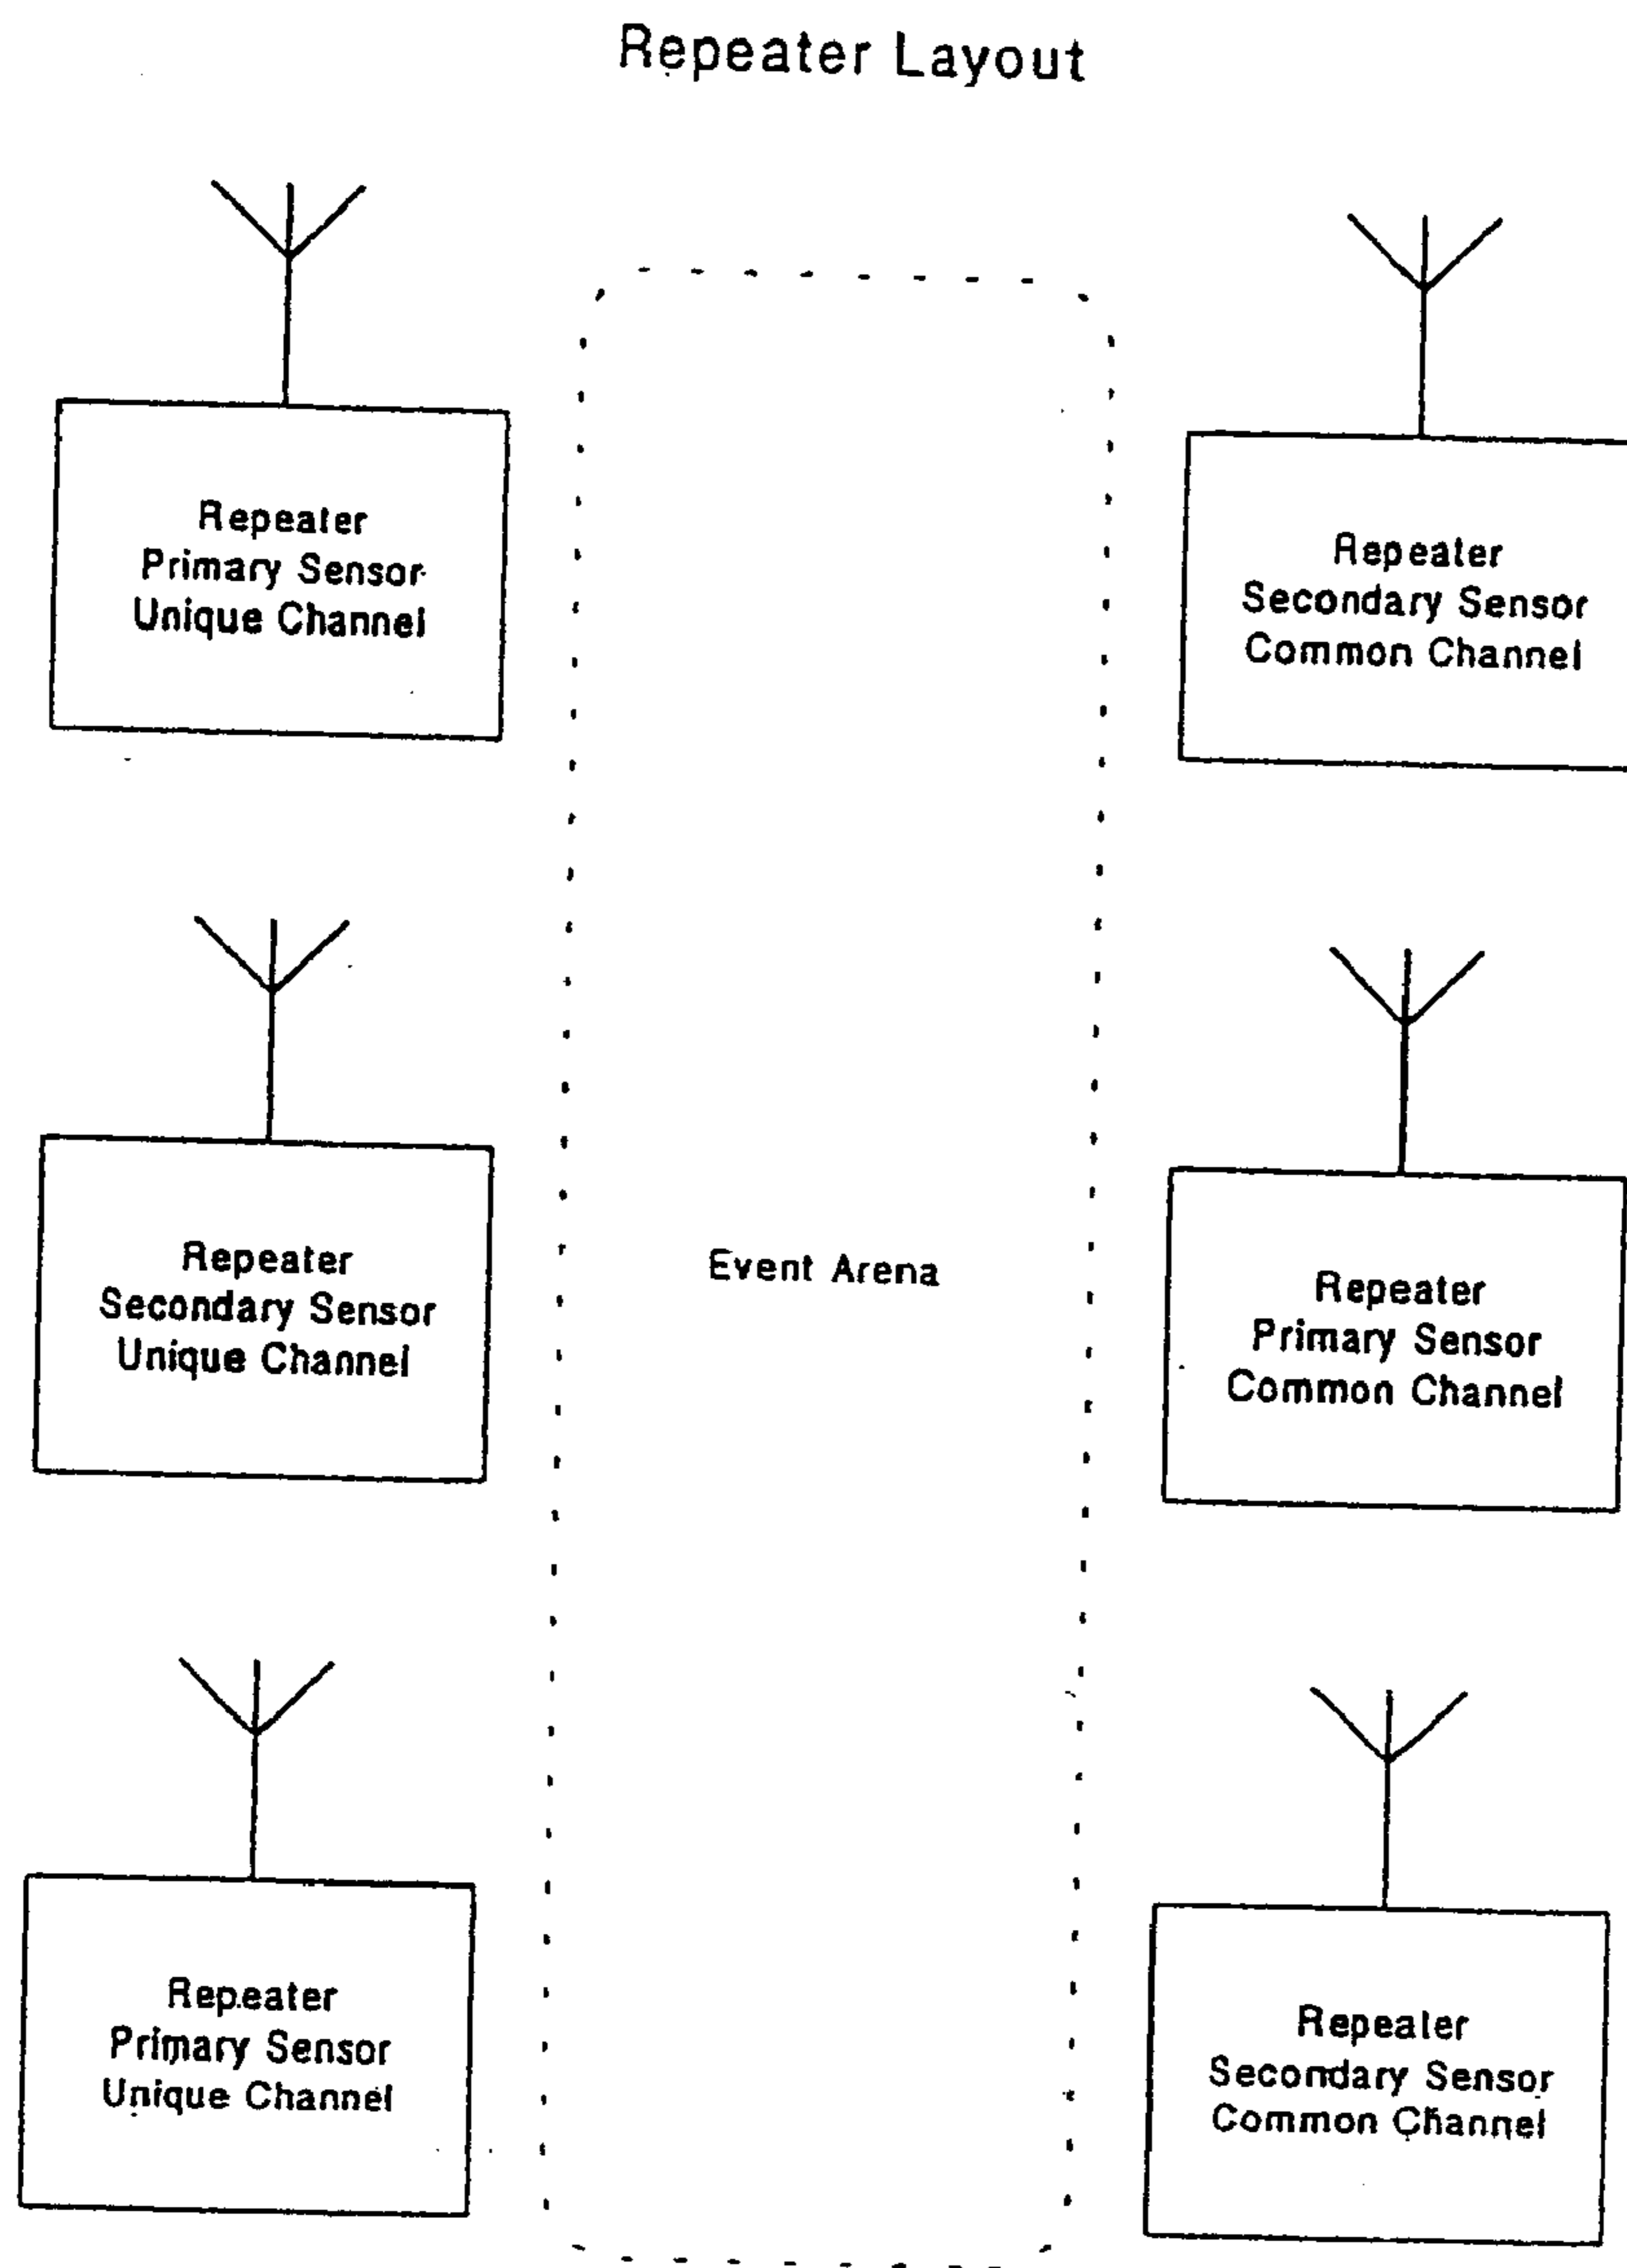 Repeater Layout
Repeater
Primary Sensor
Unique Channel
Repeater
Secondary Sensor
Common Channel
Repeater
Secondary Sensor
Unique Channel
Event Arena
Repeater
Primary Sensor
Common Channel
Repeater
Primary Sensor
Unique Channel
Repeater
Secondary Sensor
Common Channel